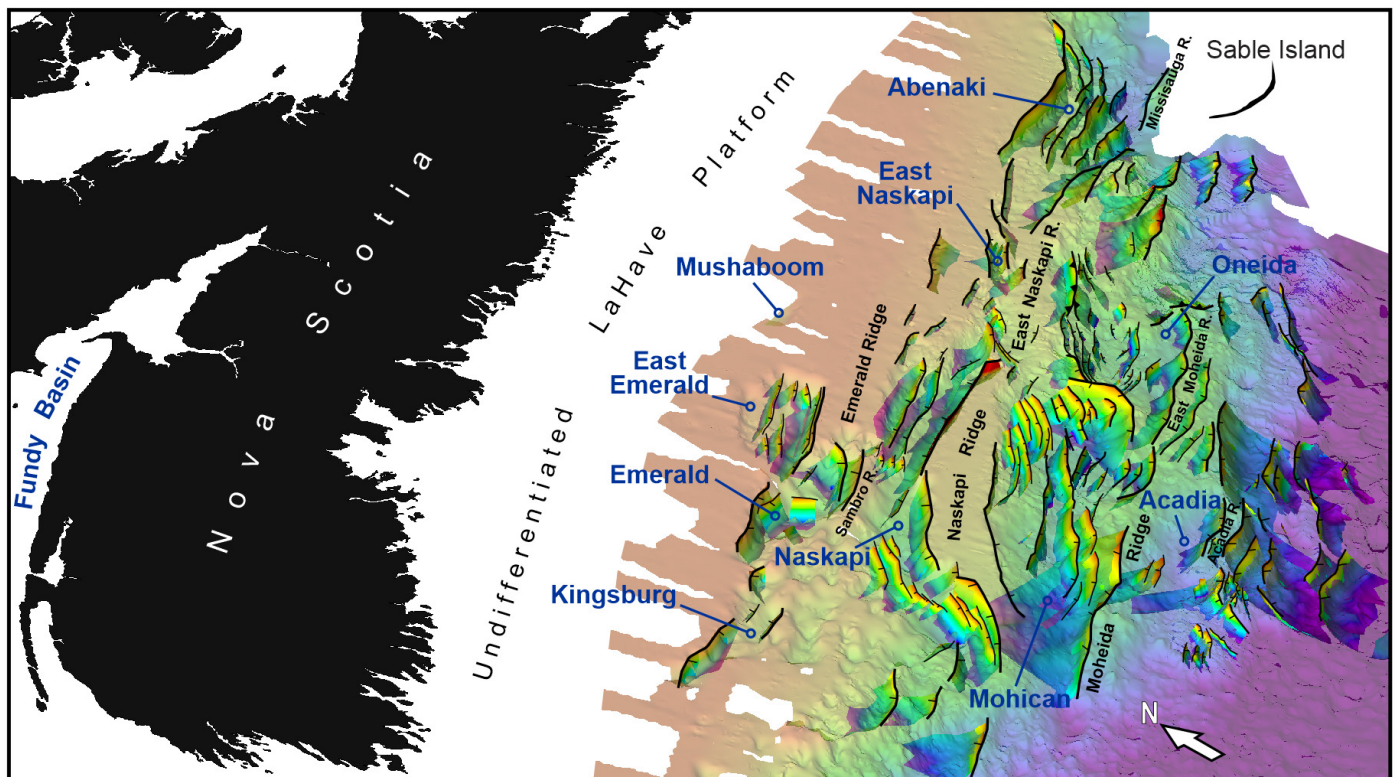 Sable Island
Missisauga R.
Abenaki
East
Naskapi
East Naskapi R.
Mushaboom
Oneida
East Moheida R.
East
Emerald
Emerald Ridge
Emerald
Sambro R.
Naskapi
Naskapi Ridge
Kingsburg
Acadia
Acadia R.
Mohican
Moheida Ridge
N
Undifferentiated LaHave Platform
Nova Scotia
Fundy Basin